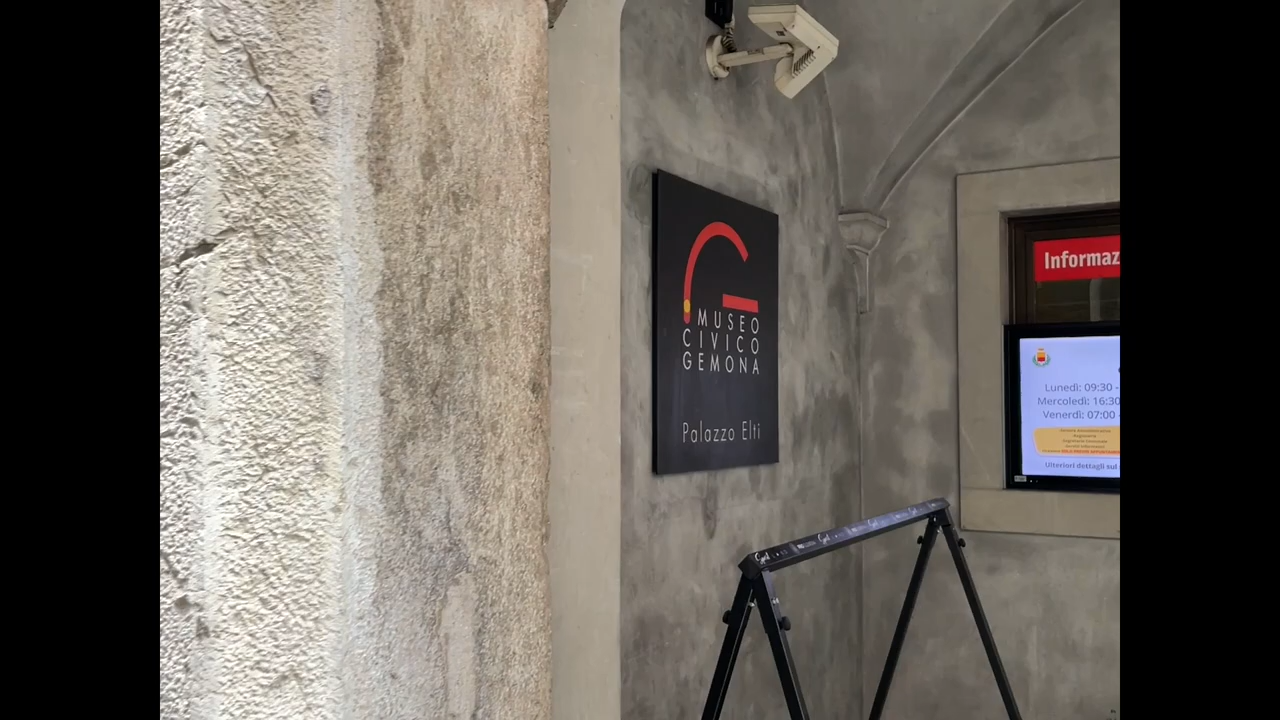 MUSEO
CIVICO
GEMONA
Palazzo Elti
Informaz
Lunedì: 09:30 -
Mercoledì: 16:30
Venerdì: 07:00 -
Ulteriori dettagli sul